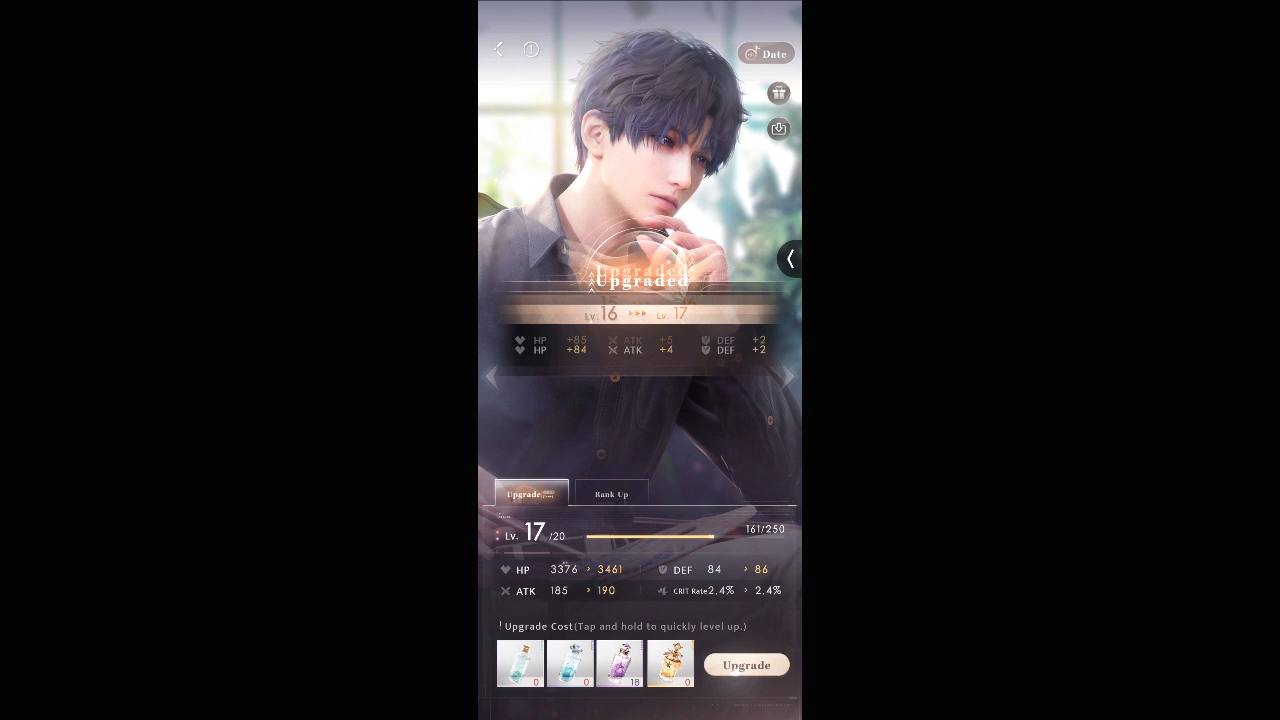 Date
Upgraded
Upgraded
Lv. 16 Lv. 17
HP +85 ATK +5 DEF +2
HP +84 ATK +4 DEF +2
Upgrade
Rank Up
Lv. 17 /20
161/250
HP 3376 > 3461 DEF 84 > 86
ATK 185 > 190 CRIT Rate 2,4% > 2,4%
! Upgrade Cost(Tap and hold to quickly level up.)
0 0 18 0
Upgrade